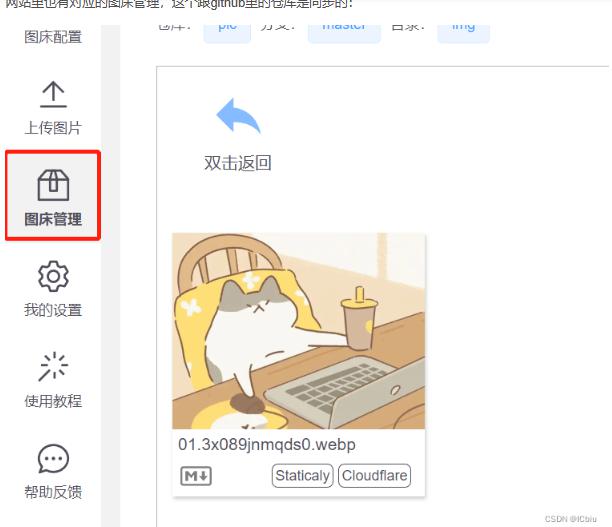 网站里也有对应的图床管理，这个跟github里的仓库是同步的：
图床配置
仓库： pic 分支： master 目录： img
上传图片
双击返回
图床管理
我的设置
使用教程
01.3x089jnmqds0.webp
M↓ Staticaly Cloudflare
帮助反馈
CSDN @ICbiu